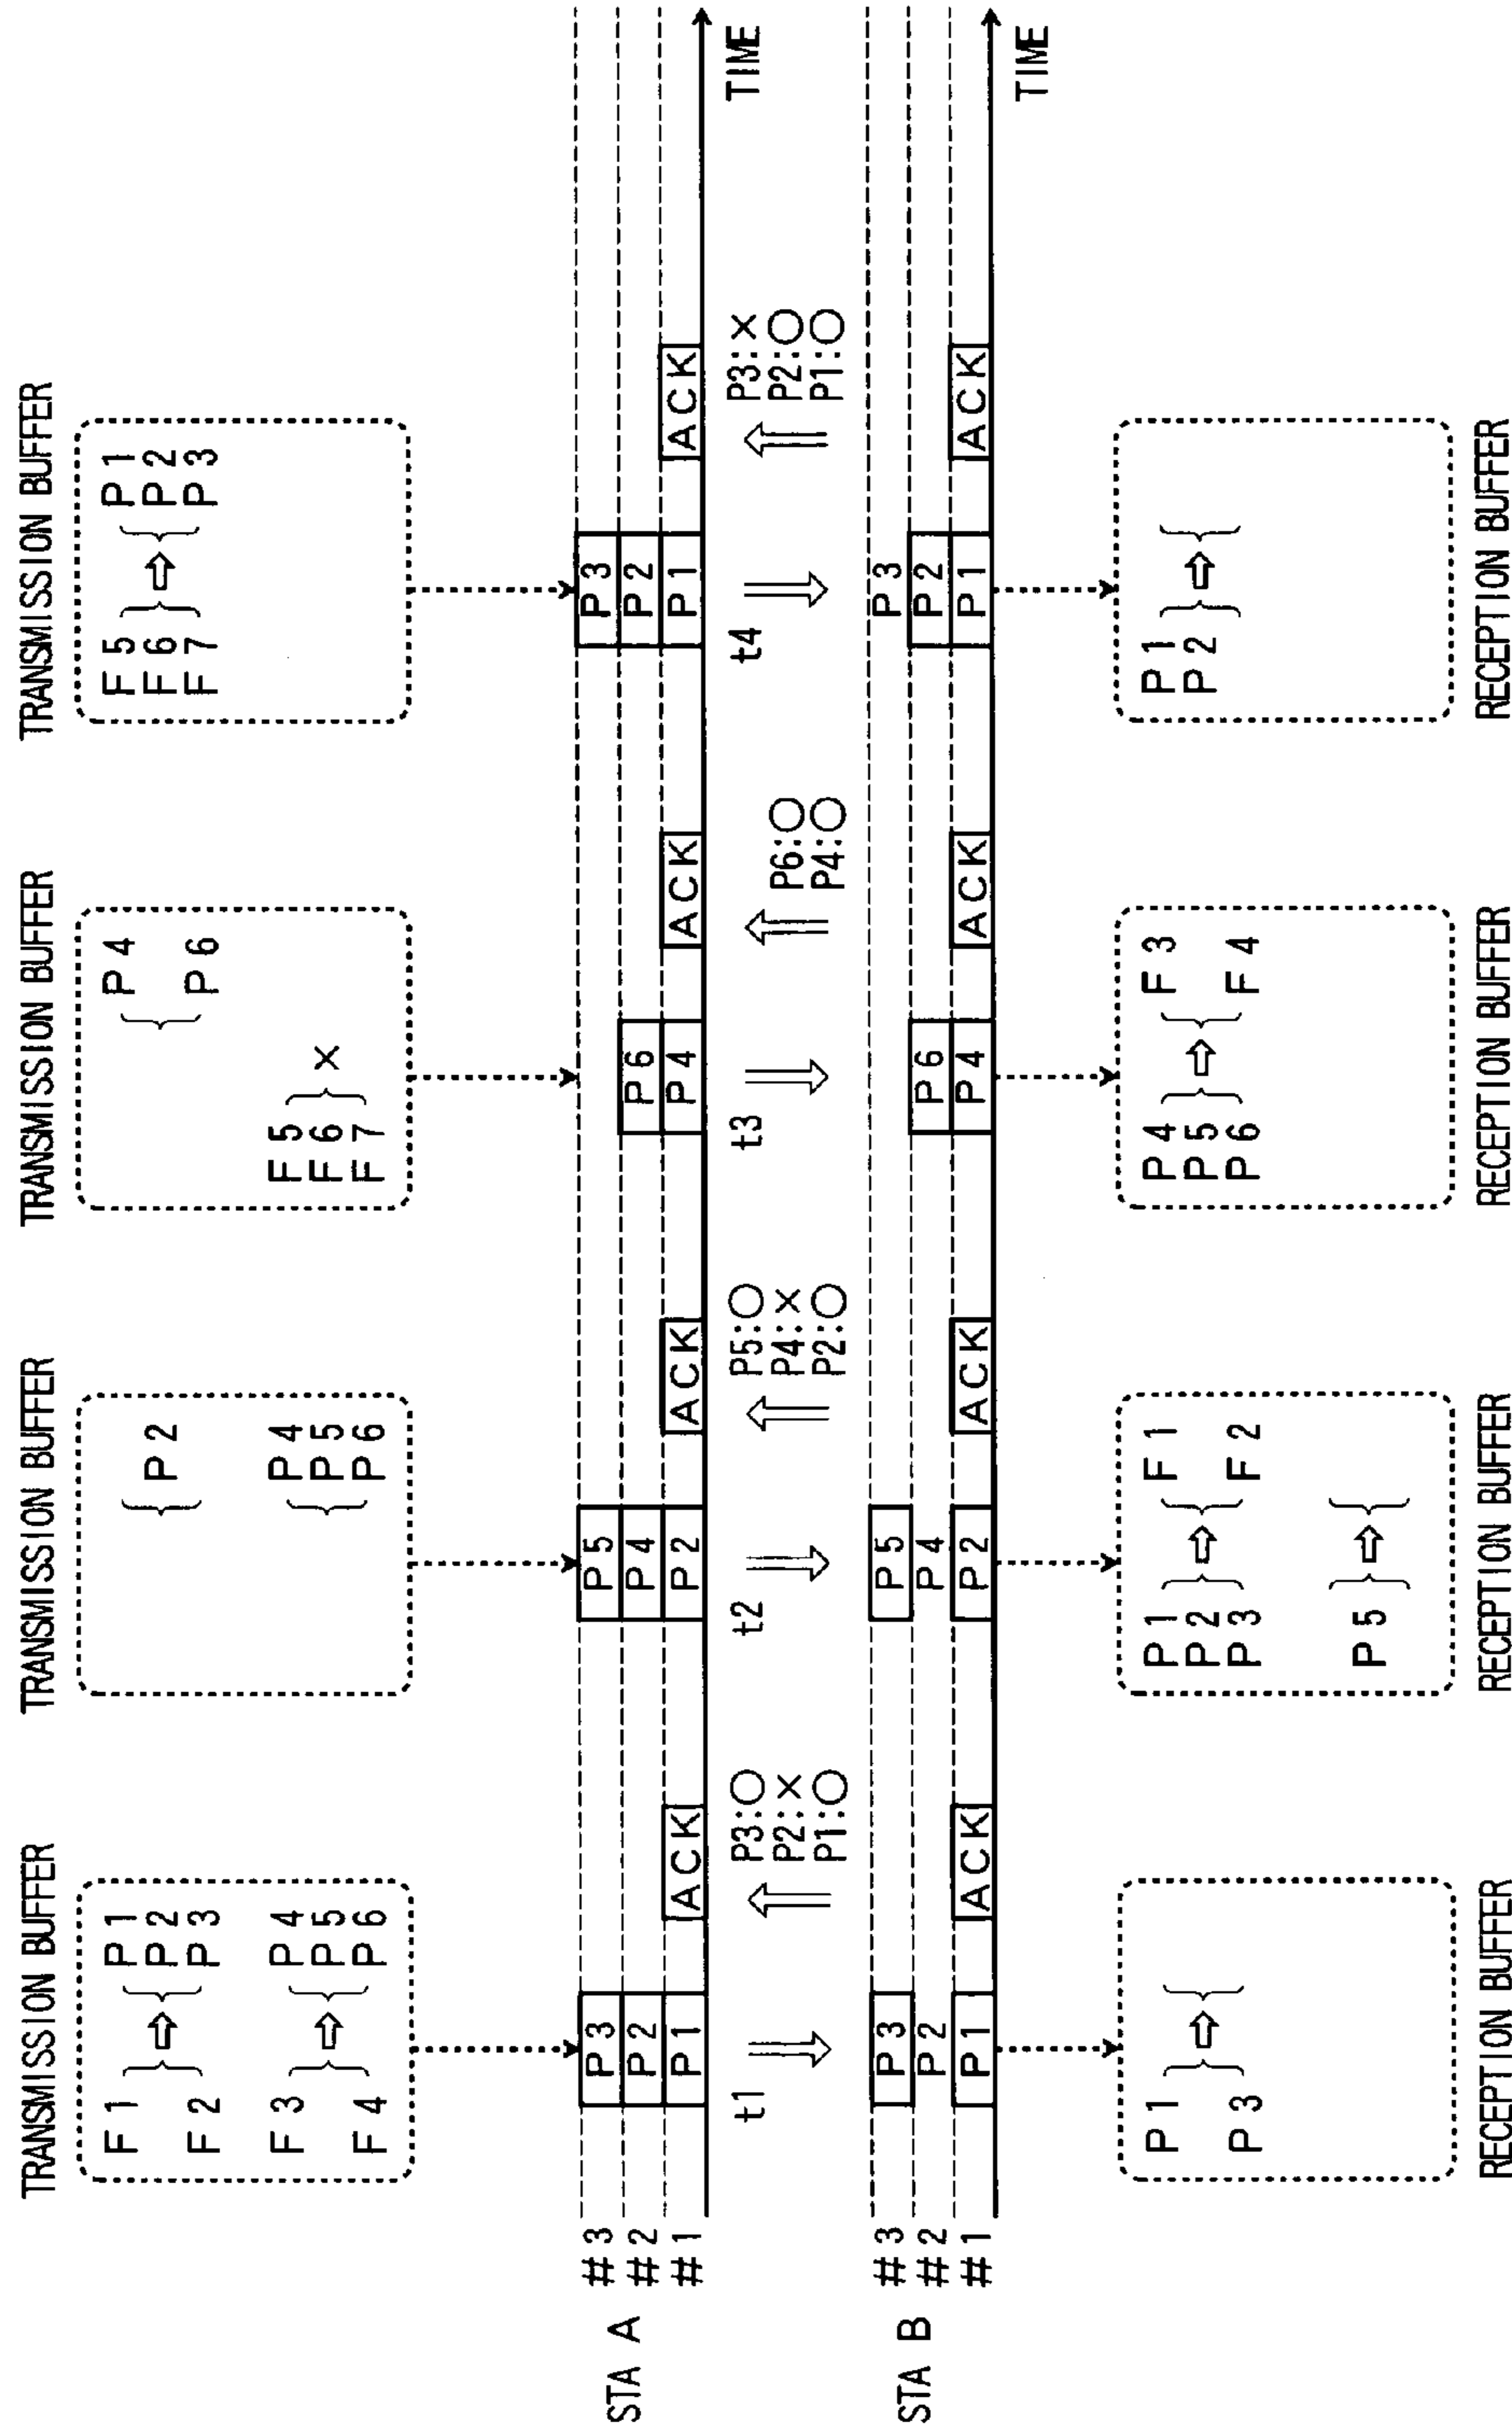 TRANSMISSION BUFFER TRANSMISSION BUFFER TRANSMISSION BUFFER TRANSMISSION BUFFER
F1 P1 P4 F5 P1
P2 P2 F6 P2
F2 P3 P6 F7 P3
F3 P4 P4 F5
P5 P5 F6 ×
F4 P6 P6 F7
#3 P3 P5 P3
STA A #2 P2 P4 P6 P2
#1 P1 ACK P2 ACK P4 ACK P1 ACK
TIME
t1 P3:○ t2 P5:○ t3 t4 P3:×
P2:× P4:× P6:○ P2:○
P1:○ P2:○ P4:○ P1:○
#3 P3 P5 P3
STA B #2 P2 P4 P6 P2
#1 P1 ACK P2 ACK P4 ACK P1 ACK
TIME
P1 P1 F1 P4 F3 P1
P2 P5 P2
P3 P3 F2 P6 F4
P5
RECEPTION BUFFER RECEPTION BUFFER RECEPTION BUFFER RECEPTION BUFFER